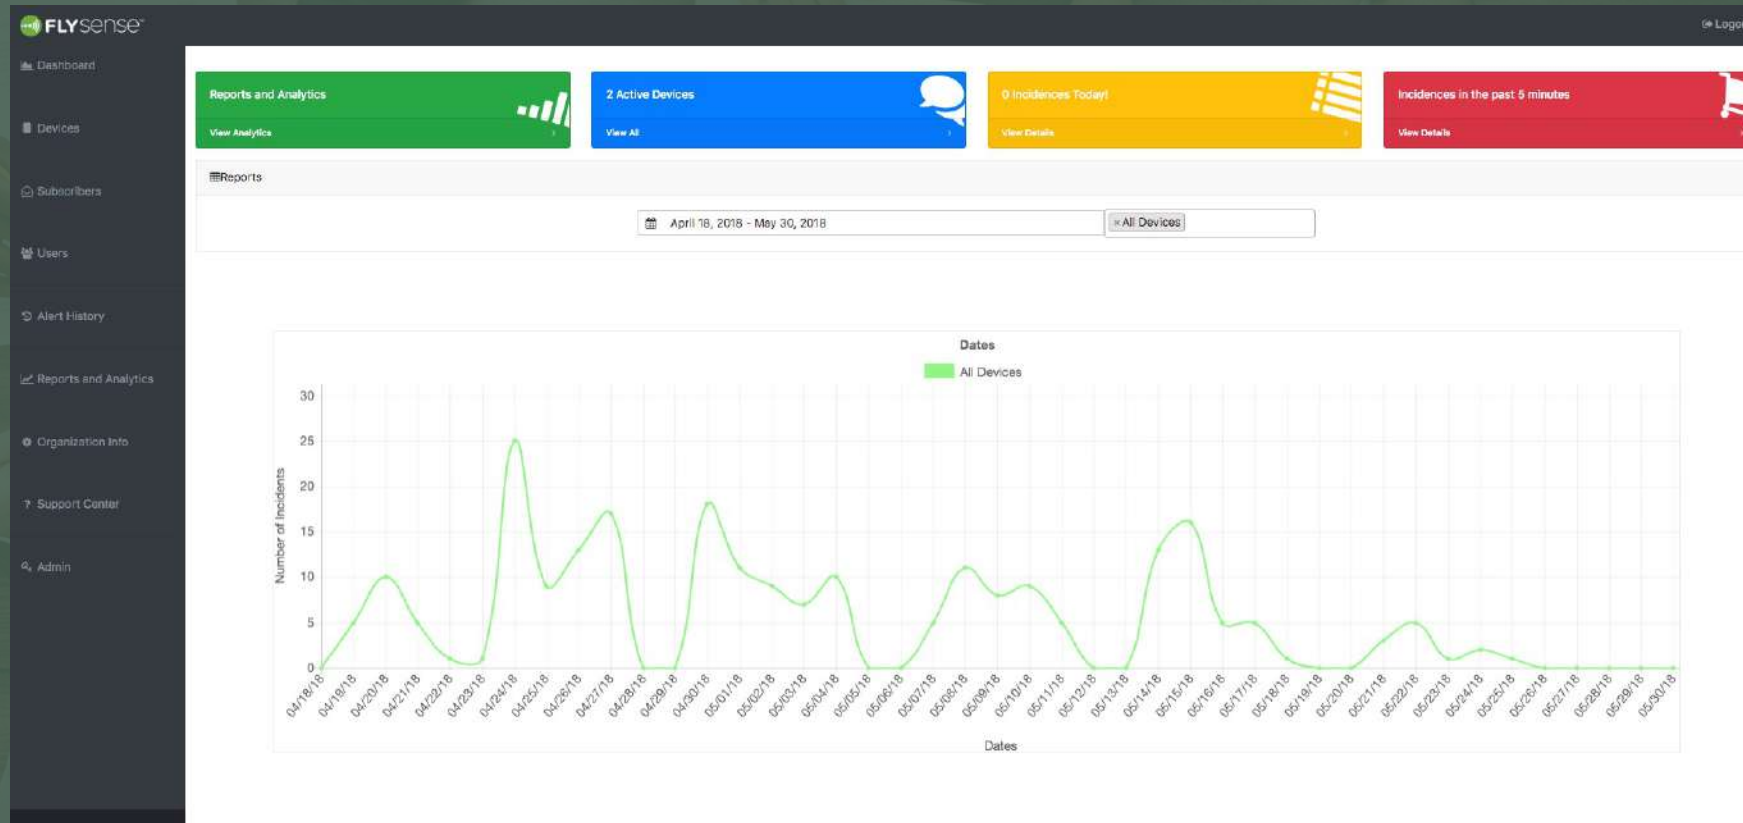 FLYsense™
Logou
Dashboard
Devices
Subscribers
Users
Alert History
Reports and Analytics
Organization Info
? Support Center
Admin
Reports and Analytics
View Analytics
2 Active Devices
View All
0 Incidences Today!
View Details
Incidences in the past 5 minutes
View Details
Reports
April 18, 2018 - May 30, 2018
×All Devices
Dates
All Devices
Number of Incidents
30
25
20
15
10
5
0
04/18/18
04/19/18
04/20/18
04/21/18
04/22/18
04/23/18
04/24/18
04/25/18
04/26/18
04/27/18
04/28/18
04/29/18
04/30/18
05/01/18
05/02/18
05/03/18
05/04/18
05/05/18
05/06/18
05/07/18
05/08/18
05/09/18
05/10/18
05/11/18
05/12/18
05/13/18
05/14/18
05/15/18
05/16/18
05/17/18
05/18/18
05/19/18
05/20/18
05/21/18
05/22/18
05/23/18
05/24/18
05/25/18
05/26/18
05/27/18
05/28/18
05/29/18
05/30/18
Dates